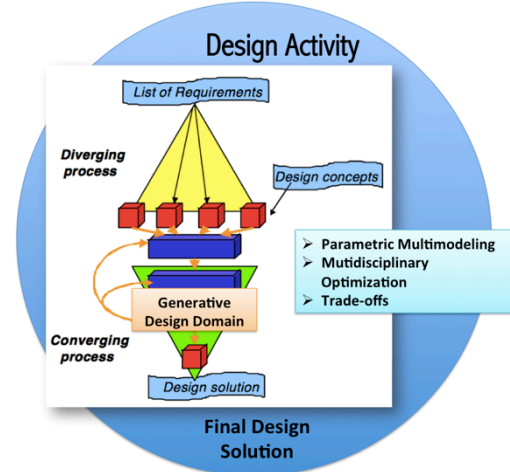 Design Activity
List of Requirements
Diverging
process
Design concepts
➢ Parametric Multimodeling
➢ Mutidisciplinary
Optimization
➢ Trade-offs
Generative
Design Domain
Converging
process
Design solution
Final Design
Solution